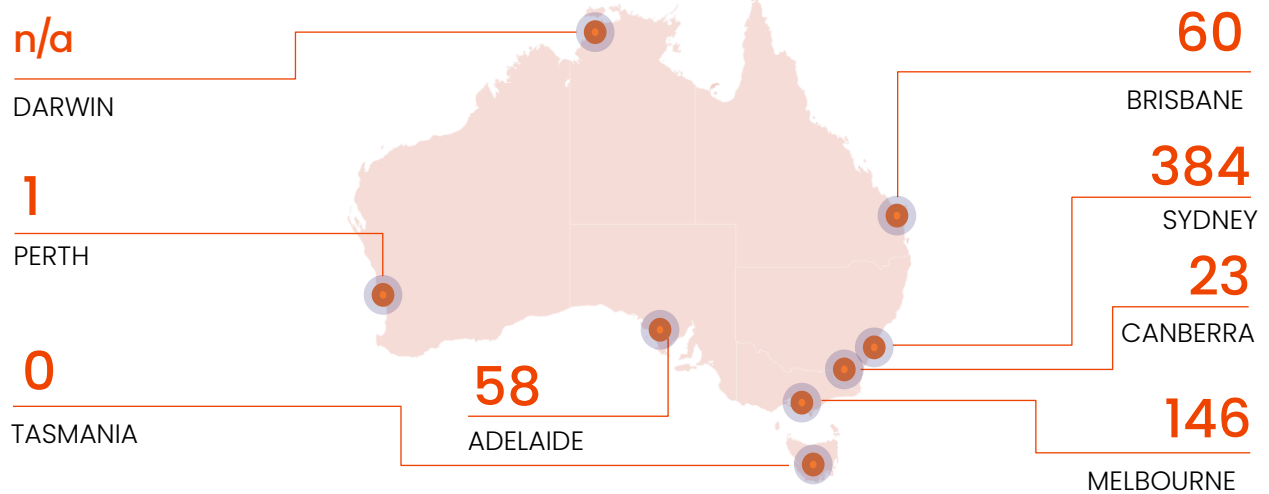 n/a
DARWIN
1
PERTH
0
TASMANIA
58
ADELAIDE
60
BRISBANE
384
SYDNEY
23
CANBERRA
146
MELBOURNE